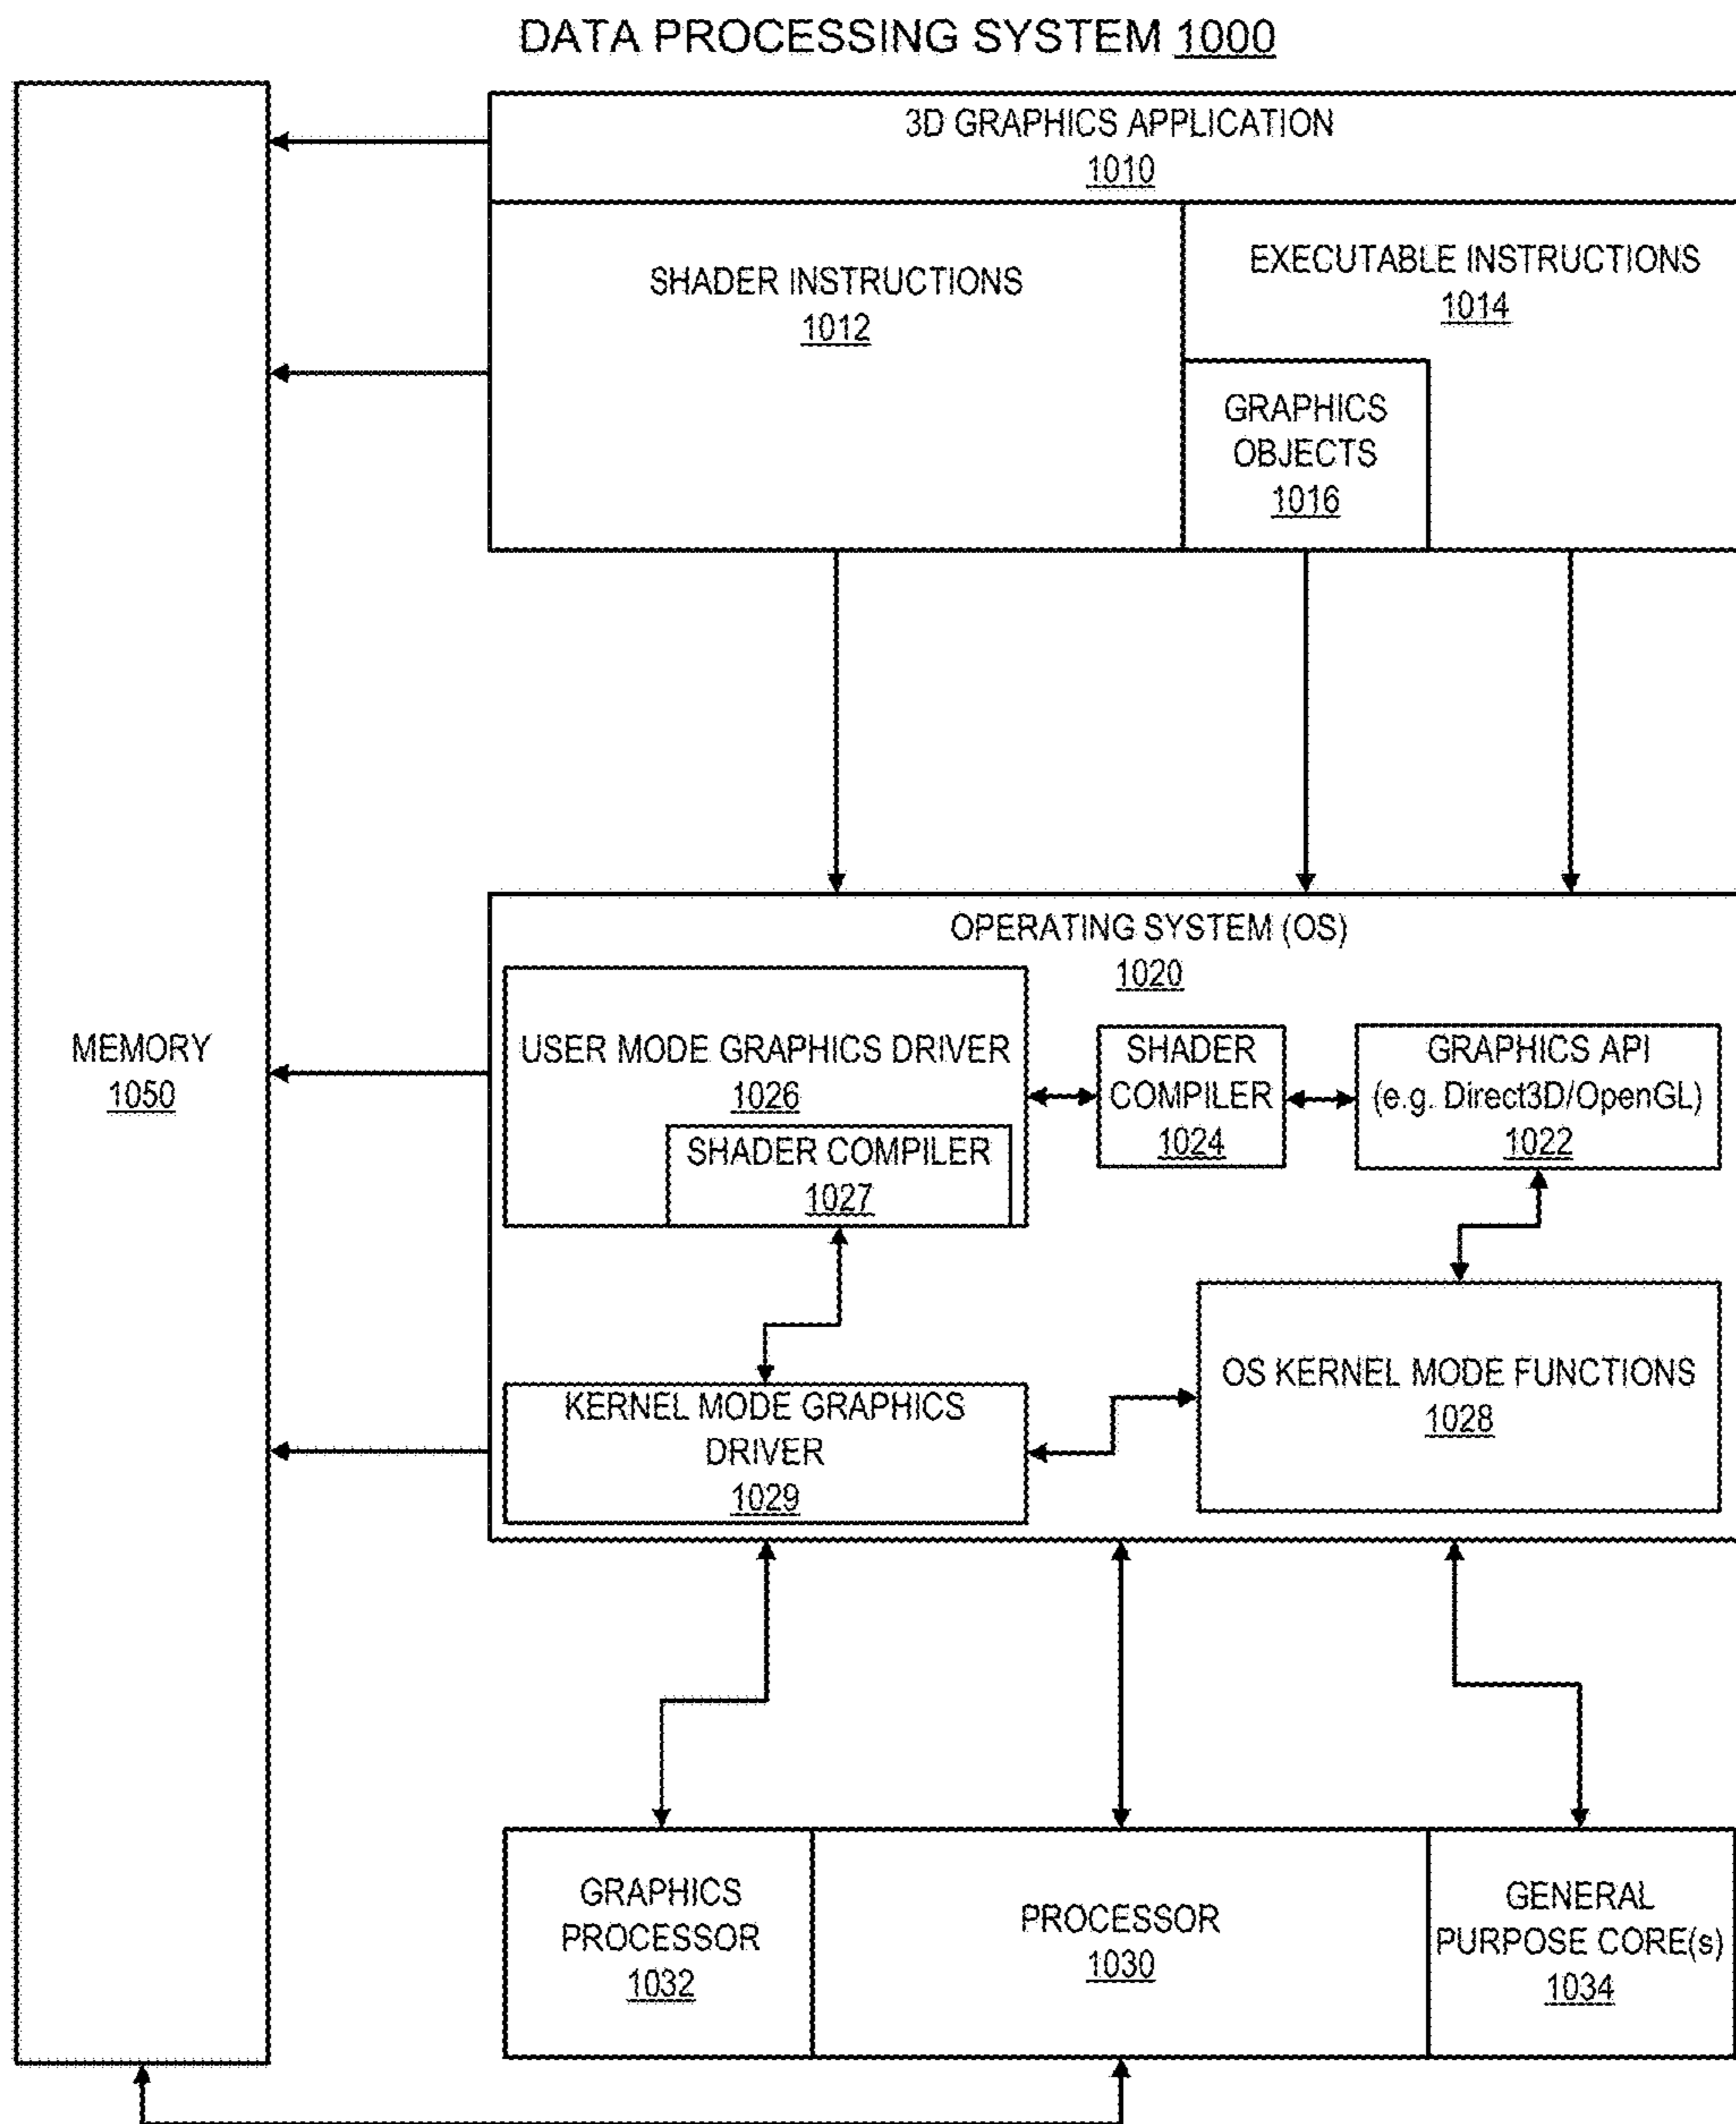 DATA PROCESSING SYSTEM 1000
3D GRAPHICS APPLICATION
1010
SHADER INSTRUCTIONS
1012
EXECUTABLE INSTRUCTIONS
1014
GRAPHICS
OBJECTS
1016
OPERATING SYSTEM (OS)
1020
MEMORY
1050
USER MODE GRAPHICS DRIVER
1026
SHADER COMPILER
1027
SHADER
COMPILER
1024
GRAPHICS API
(e.g. Direct3D/OpenGL)
1022
KERNEL MODE GRAPHICS
DRIVER
1029
OS KERNEL MODE FUNCTIONS
1028
GRAPHICS
PROCESSOR
1032
PROCESSOR
1030
GENERAL
PURPOSE CORE(s)
1034